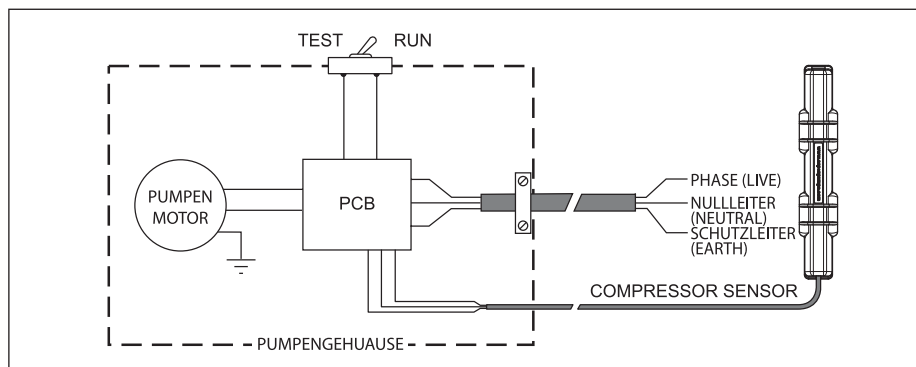 TEST RUN
PUMPEN
MOTOR
PCB
PHASE (LIVE)
NULLLEITER
(NEUTRAL)
SCHUTZLEITER
(EARTH)
COMPRESSOR SENSOR
PUMPENGEHUAUSE